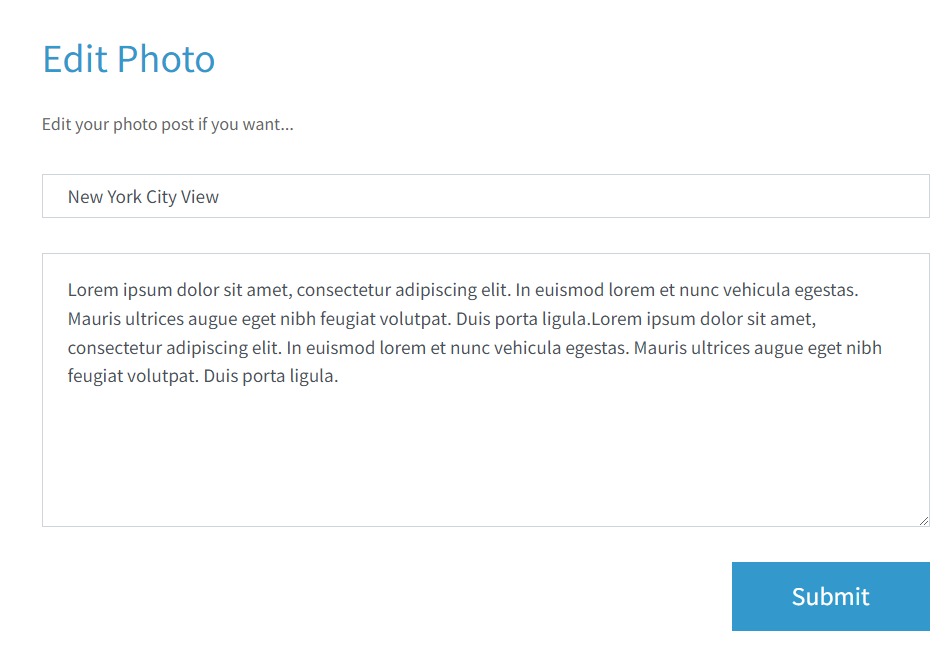 Edit Photo
Edit your photo post if you want...
New York City View
Lorem ipsum dolor sit amet, consectetur adipiscing elit. In euismod lorem et nunc vehicula egestas.
Mauris ultrices augue eget nibh feugiat volutpat. Duis porta ligula.Lorem ipsum dolor sit amet,
consectetur adipiscing elit. In euismod lorem et nunc vehicula egestas. Mauris ultrices augue eget nibh
feugiat volutpat. Duis porta ligula.
Submit